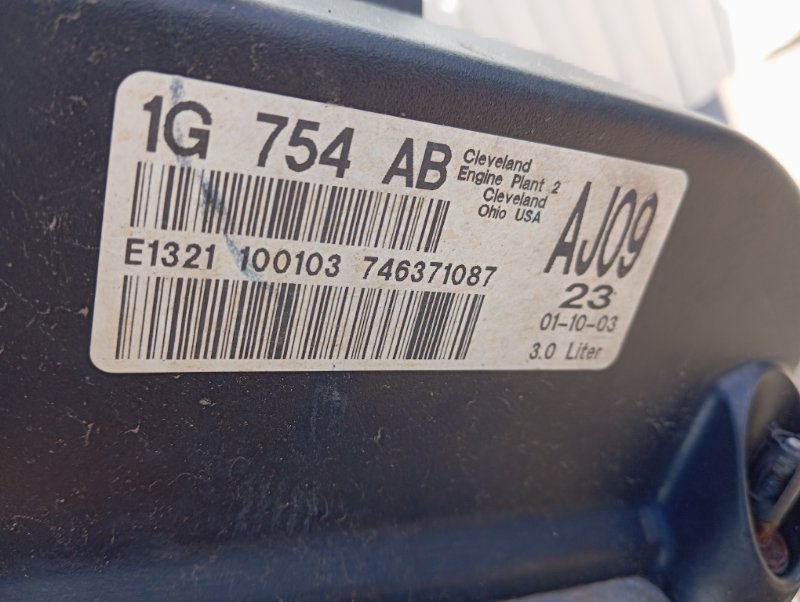 1G 754 AB
Cleveland
Engine Plant 2
Cleveland
Ohio USA
AJ09
E1321 100103 746371087
23
01-10-03
3.0 Liter